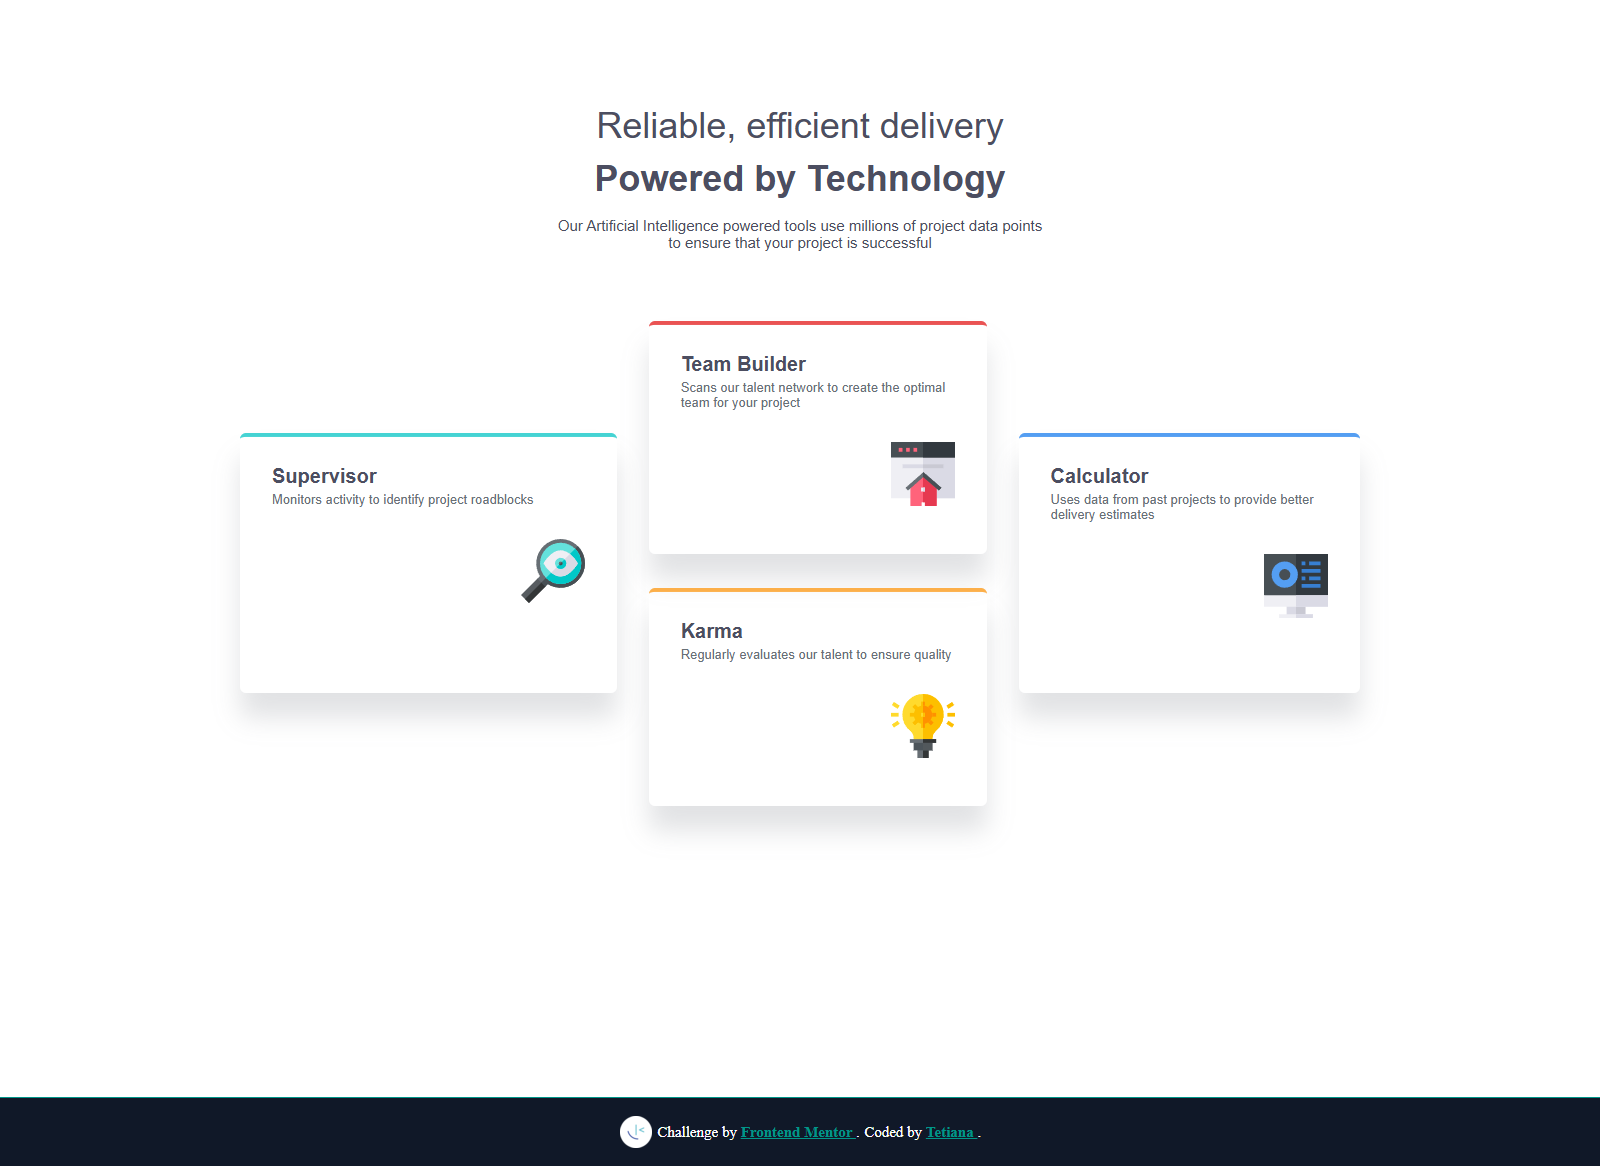 Reliable, efficient delivery
Powered by Technology
Our Artificial Intelligence powered tools use millions of project data points
to ensure that your project is successful
Team Builder
Scans our talent network to create the optimal
team for your project
Supervisor
Monitors activity to identify project roadblocks
Calculator
Uses data from past projects to provide better
delivery estimates
Karma
Regularly evaluates our talent to ensure quality
Challenge by Frontend Mentor . Coded by Tetiana .